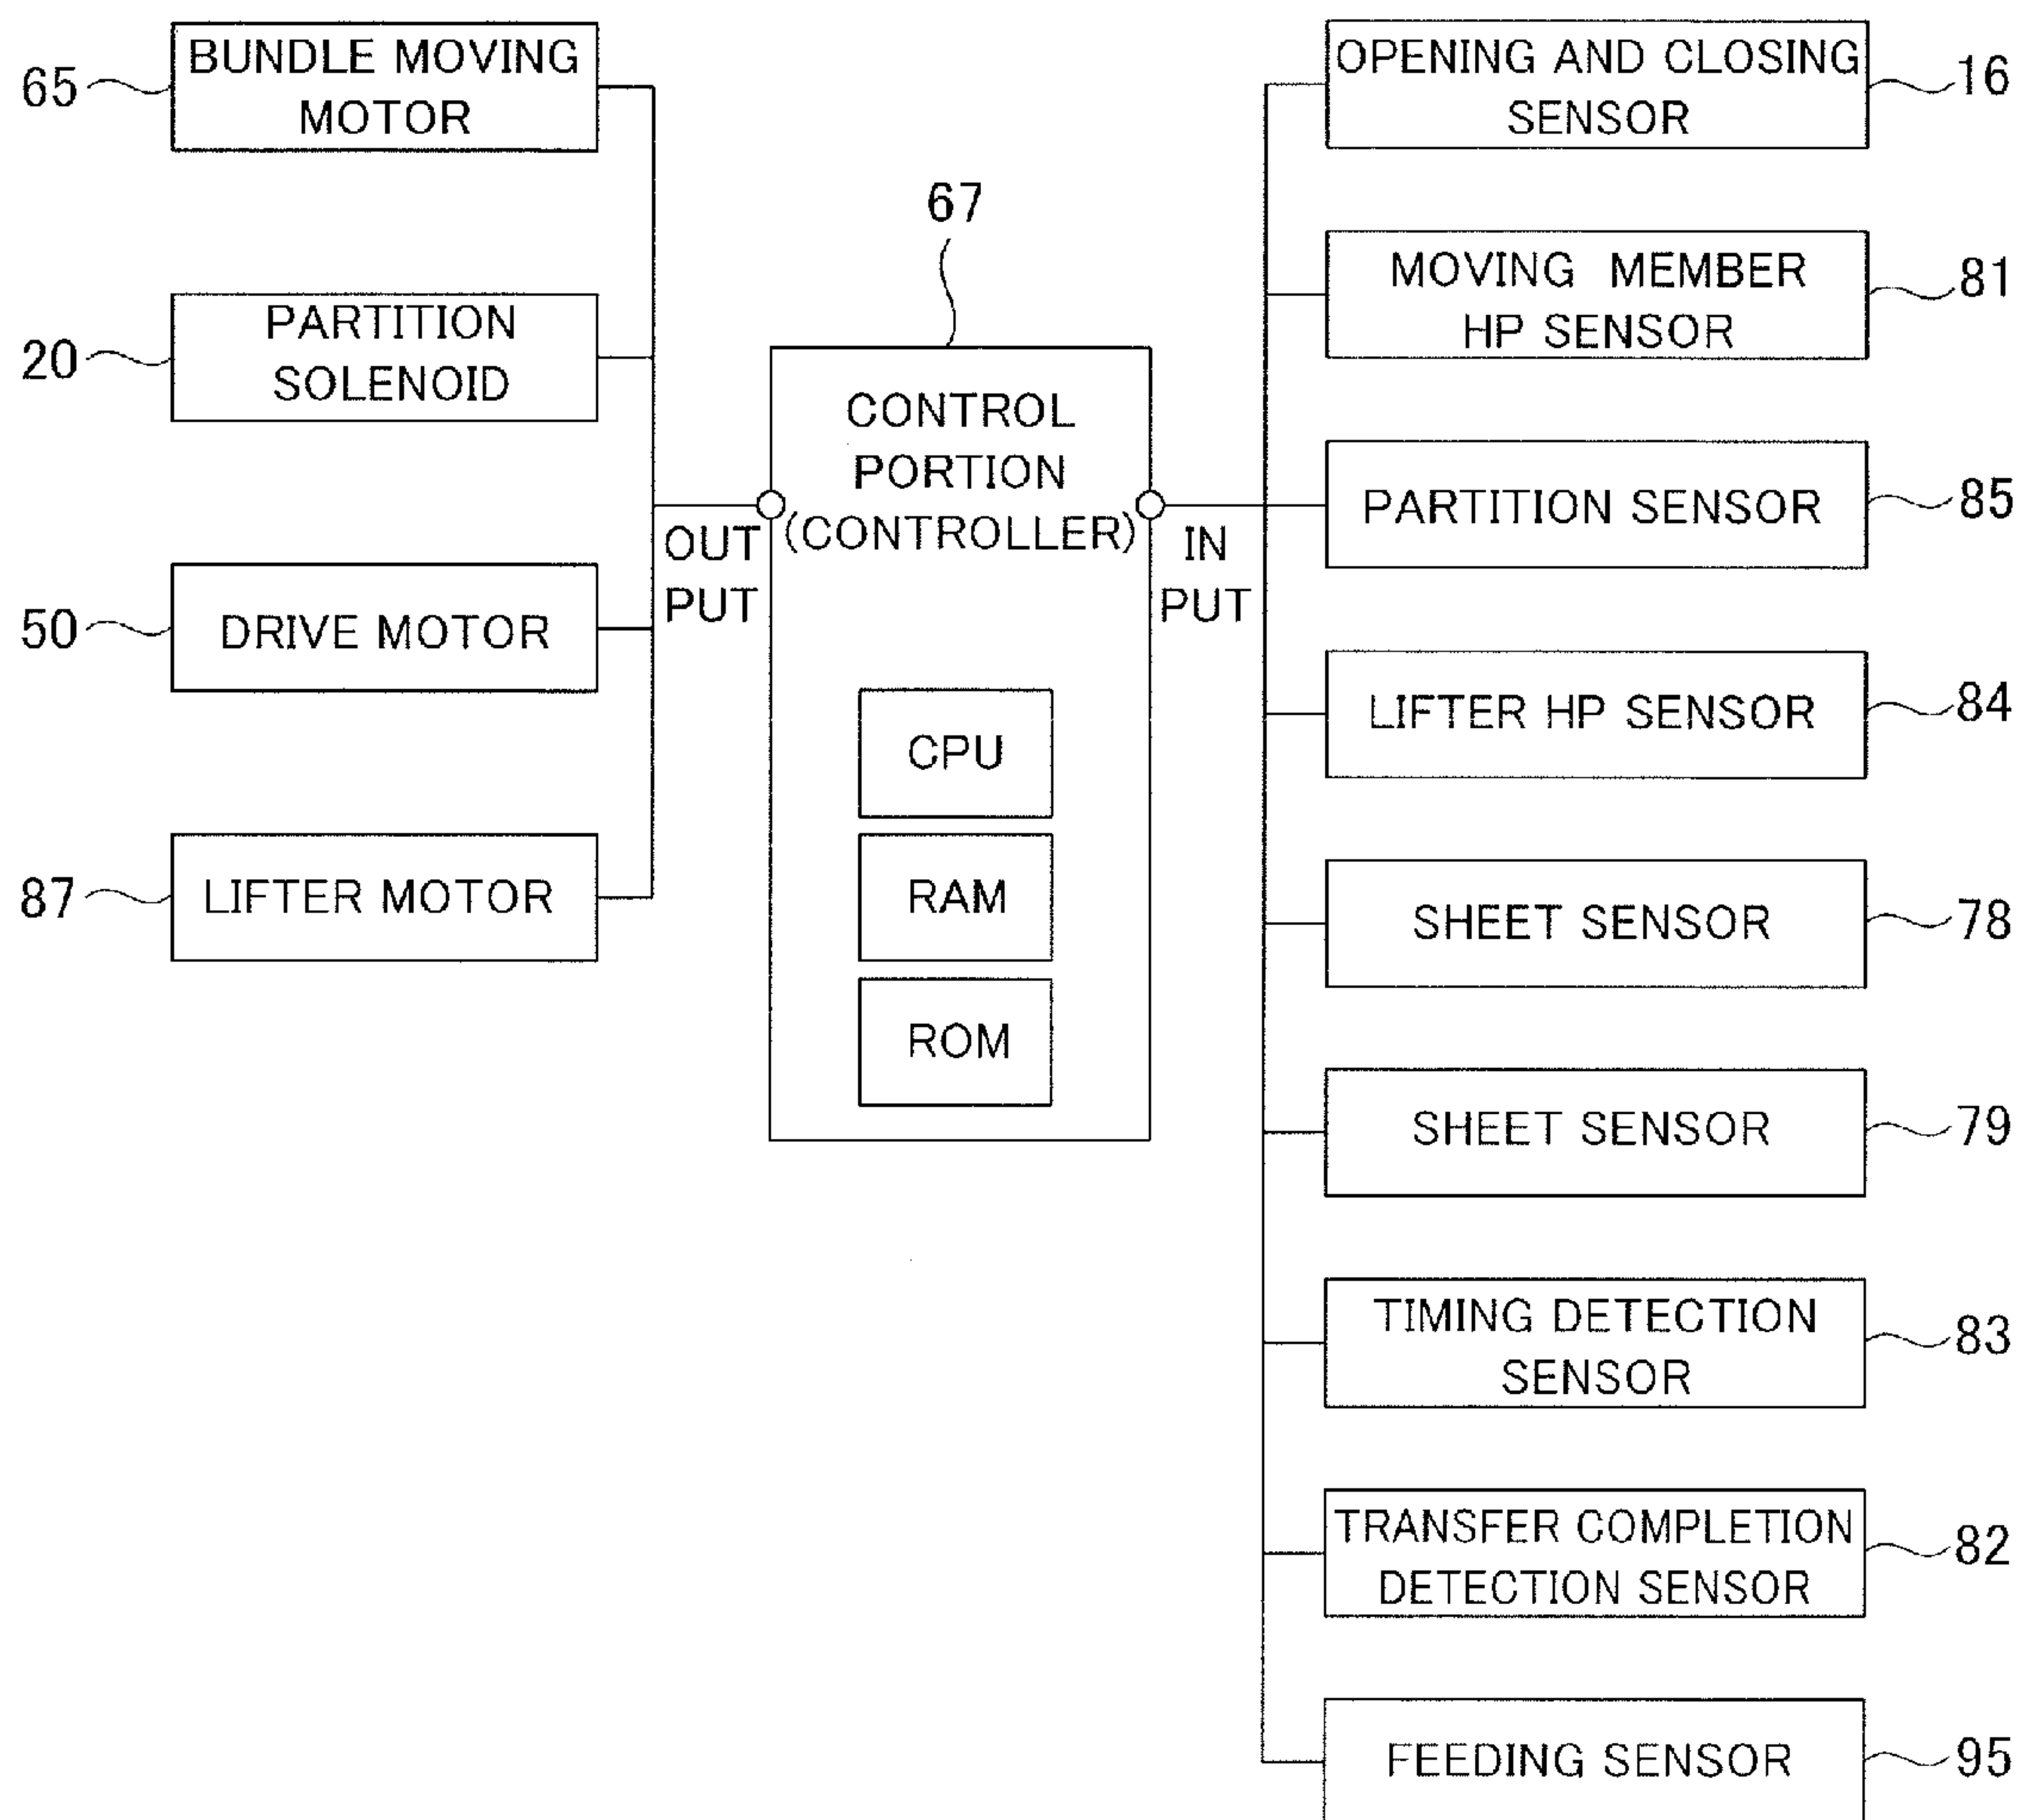 65
BUNDLE MOVING
MOTOR
20
PARTITION
SOLENOID
50
DRIVE MOTOR
87
LIFTER MOTOR
OUT
PUT
67
CONTROL
PORTION
(CONTROLLER)
CPU
RAM
ROM
IN
PUT
OPENING AND CLOSING
SENSOR
16
MOVING MEMBER
HP SENSOR
81
PARTITION SENSOR
85
LIFTER HP SENSOR
84
SHEET SENSOR
78
SHEET SENSOR
79
TIMING DETECTION
SENSOR
83
TRANSFER COMPLETION
DETECTION SENSOR
82
FEEDING SENSOR
95